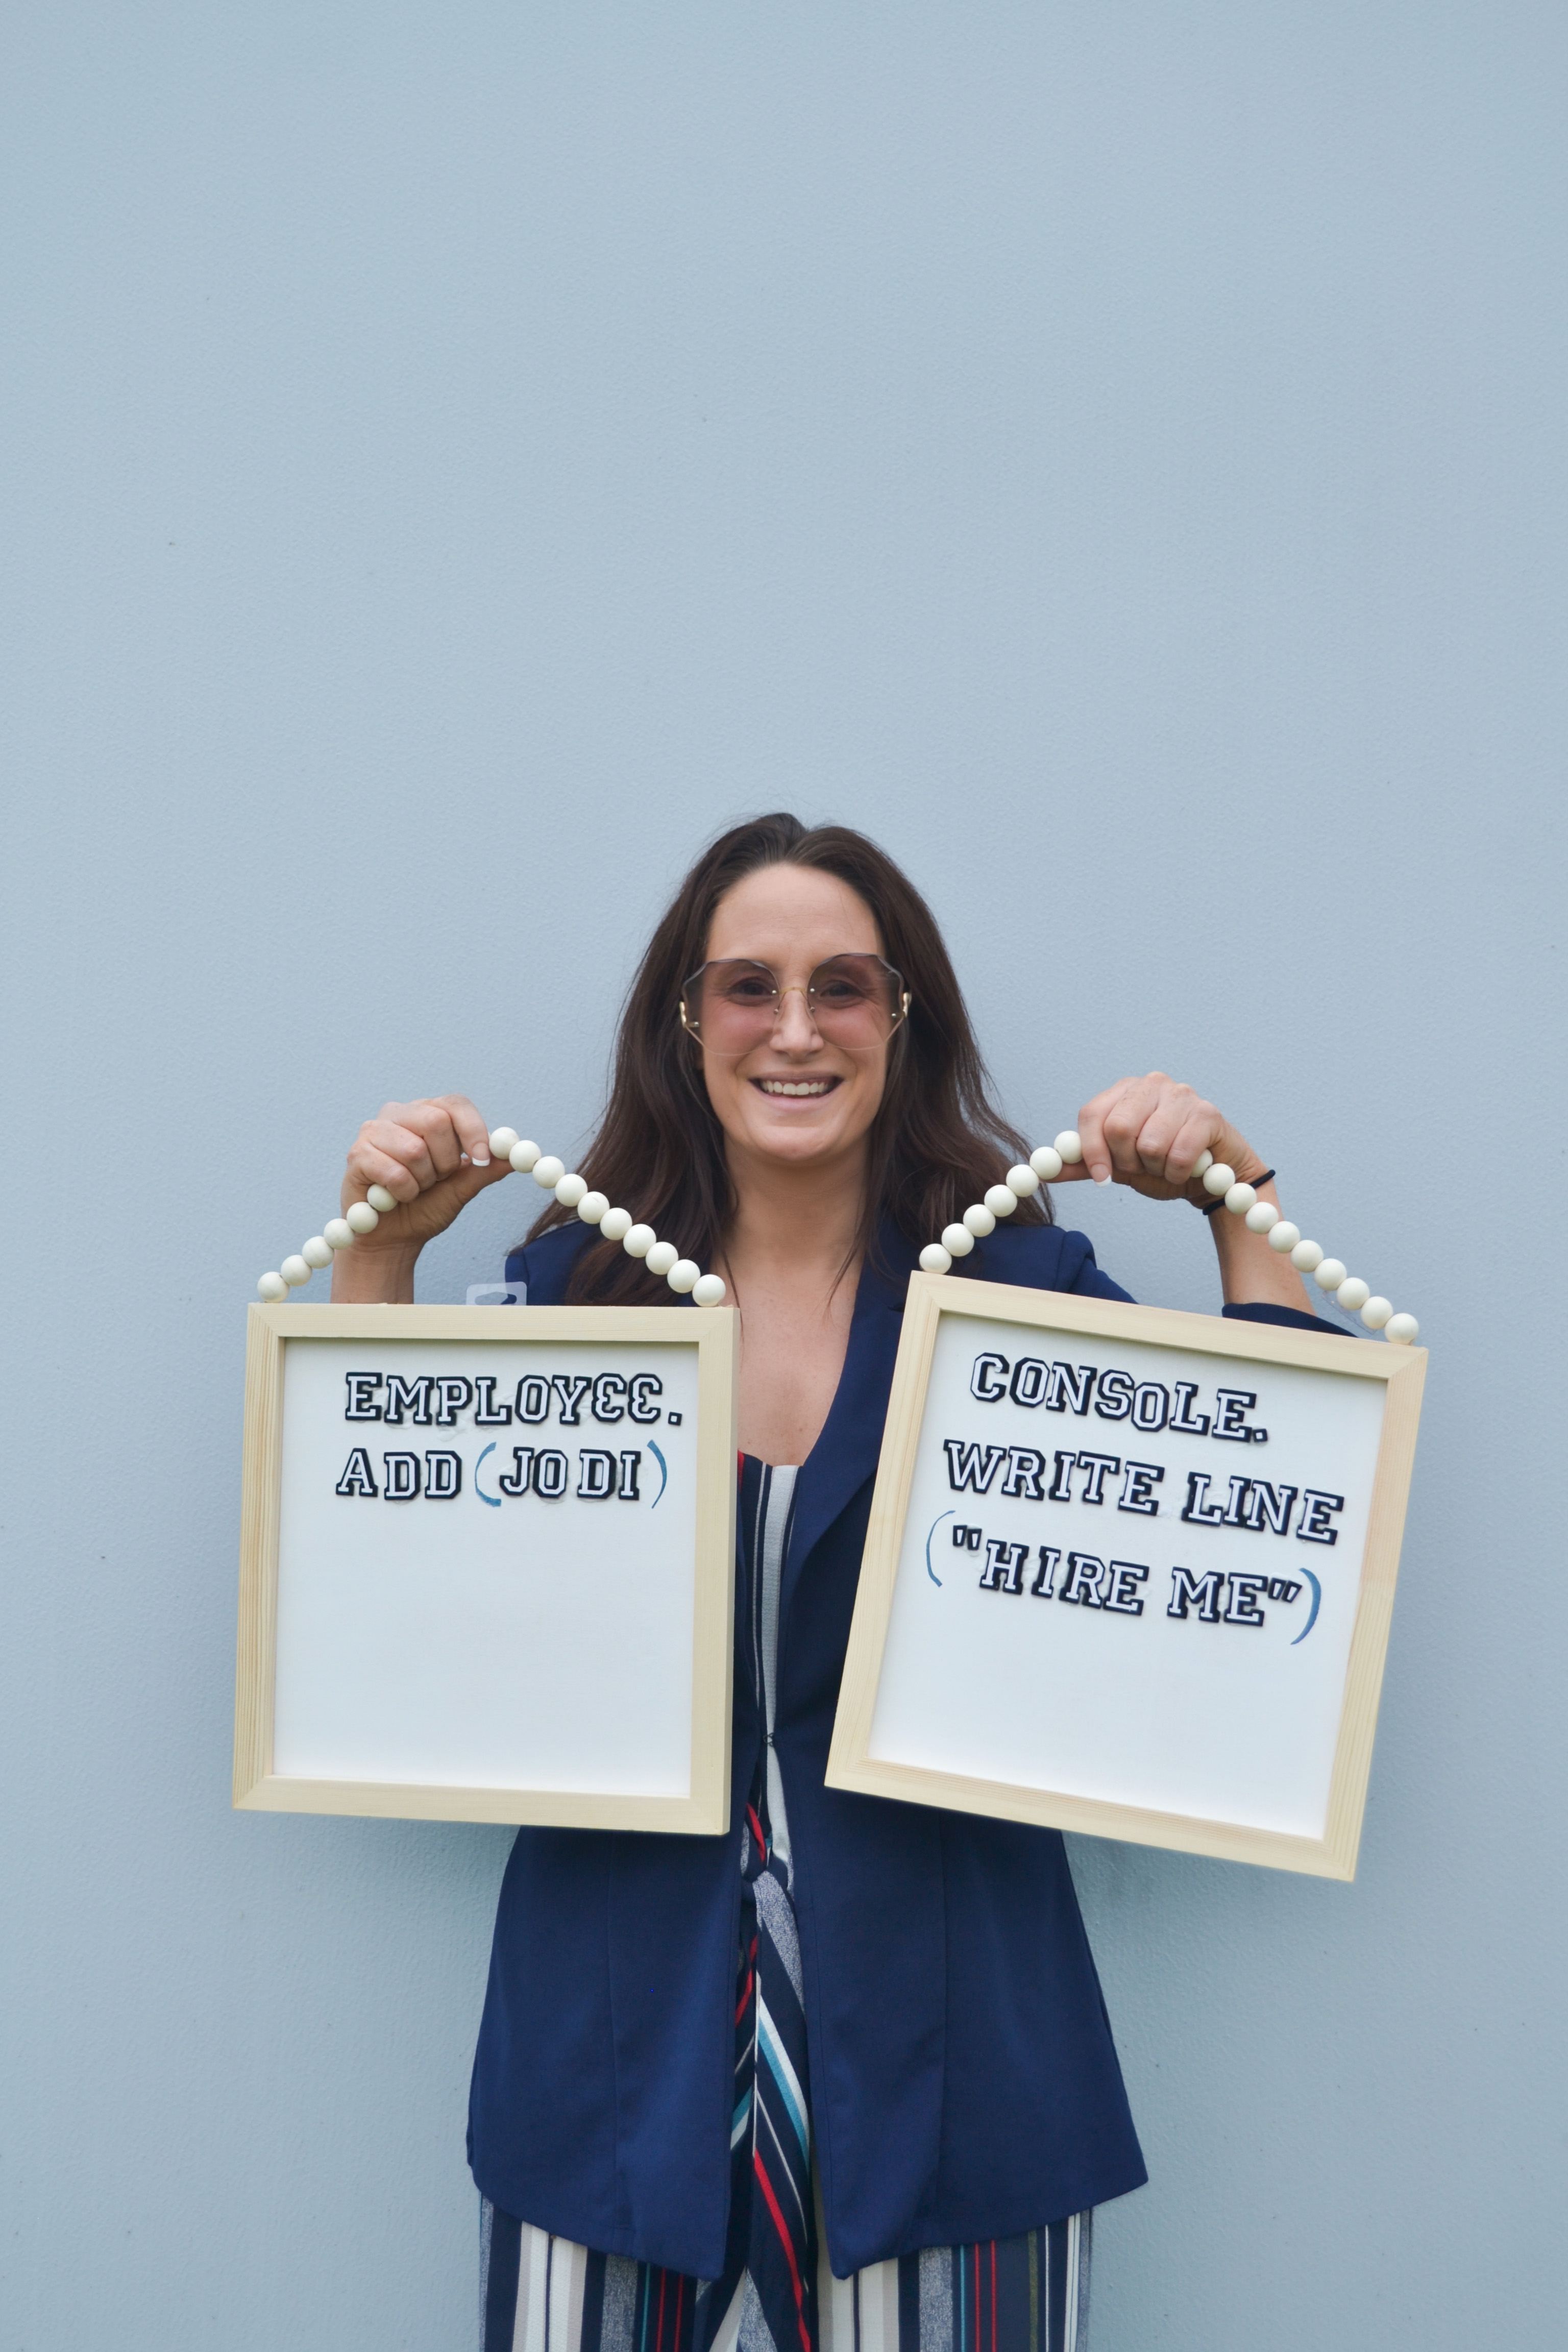 EMPLOYEE.
ADD (JODI)
CONSOLE.
WRITE LINE
("HIRE ME")